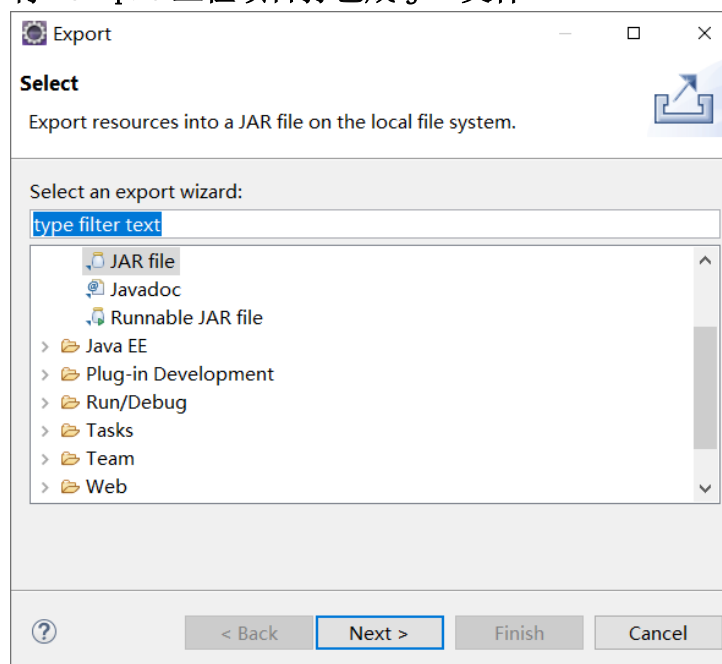 Export
Select
Export resources into a JAR file on the local file system.
Select an export wizard:
type filter text
JAR file
Javadoc
Runnable JAR file
Java EE
Plug-in Development
Run/Debug
Tasks
Team
Web
< Back
Next >
Finish
Cancel